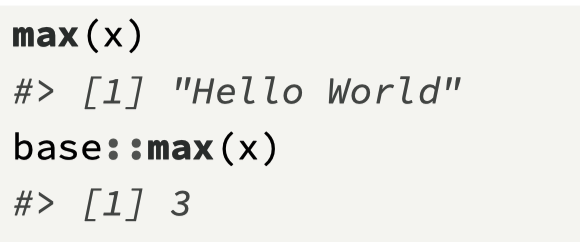 max(x)
#> [1] "Hello World"
base::max(x)
#> [1] 3